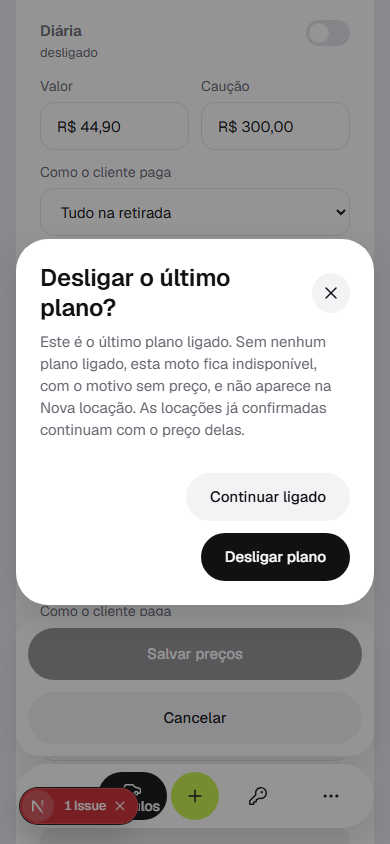 Diária
desligado
Valor
Caução
R$ 44,90
R$ 300,00
Como o cliente paga
Tudo na retirada
Desligar o último
plano?
Este é o último plano ligado. Sem nenhum
plano ligado, esta moto fica indisponível,
com o motivo sem preço, e não aparece na
Nova locação. As locações já confirmadas
continuam com o preço delas.
Continuar ligado
Desligar plano
Como o cliente paga
Salvar preços
Cancelar
N
1 Issue